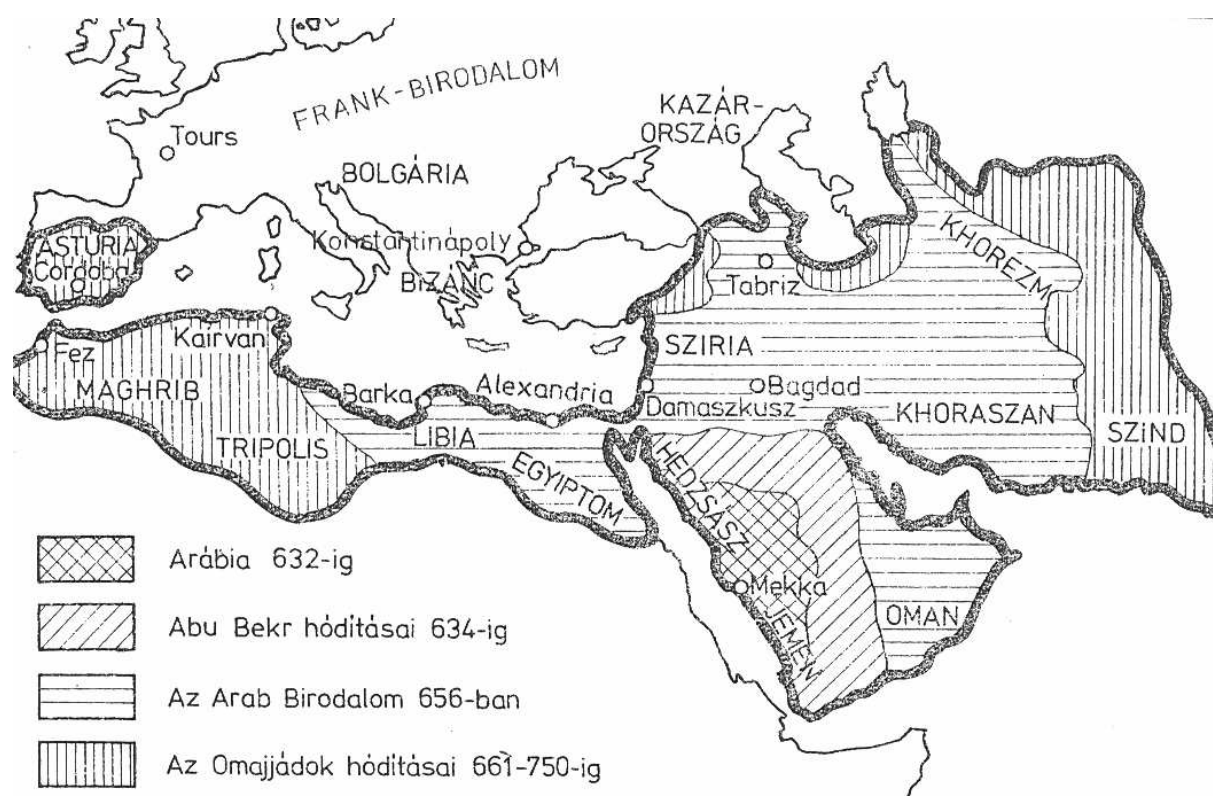 FRANK-BIRODALOM
Tours
KAZÁR-
ORSZÁG
BOLGÁRIA
ASTURIA
Cordoba
Konstantinápoly
BiZÁNC
KHOREZM
Tabriz
Kairvan
Fez
SZIRIA
MAGHRIB
Barka
Alexandria
Bagdad
Damaszkusz
KHORASZAN
TRIPOLIS
LiBIA
SZiND
EGYIPTOM
HEDZSÁSZ
Mekka
JEMEN
OMAN
Arábia 632-ig
Abu Bekr hódításai 634-ig
Az Arab Birodalom 656-ban
Az Omajjádok hódításai 661-750-ig